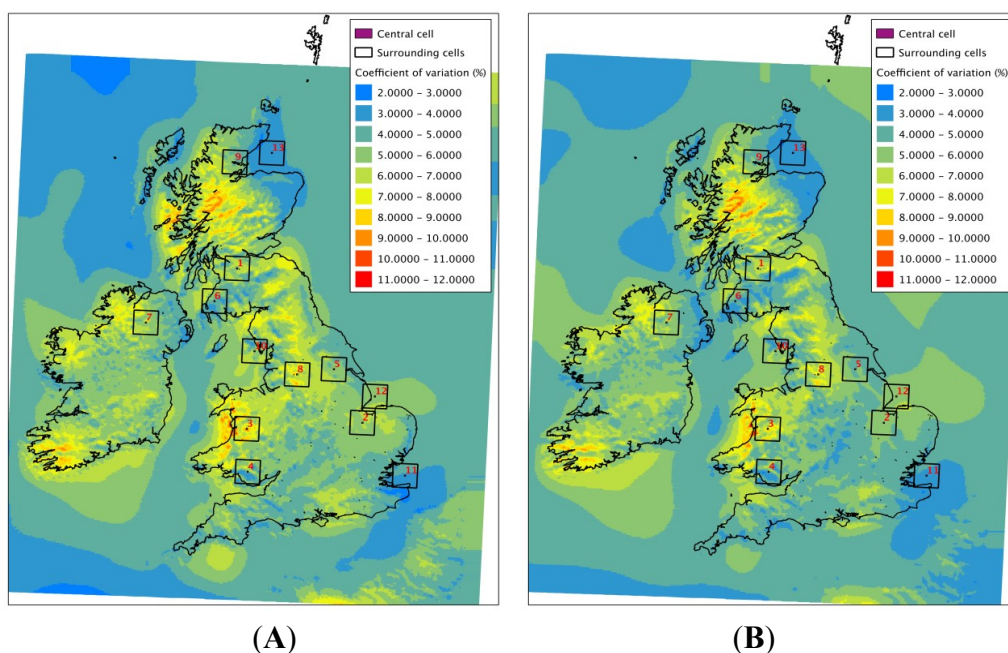 Central cell
Surrounding cells
Coefficient of variation (%)
2.0000 – 3.0000
3.0000 – 4.0000
4.0000 – 5.0000
5.0000 – 6.0000
6.0000 – 7.0000
7.0000 – 8.0000
8.0000 – 9.0000
9.0000 – 10.0000
10.0000 – 11.0000
11.0000 – 12.0000
13
9
1
6
7
10
5
8
12
2
3
4
11
(A)
Central cell
Surrounding cells
Coefficient of variation (%)
2.0000 – 3.0000
3.0000 – 4.0000
4.0000 – 5.0000
5.0000 – 6.0000
6.0000 – 7.0000
7.0000 – 8.0000
8.0000 – 9.0000
9.0000 – 10.0000
10.0000 – 11.0000
11.0000 – 12.0000
13
9
1
6
7
10
5
8
12
2
3
4
11
(B)